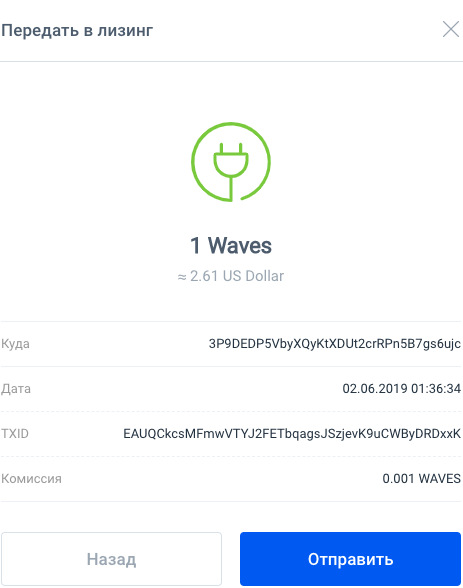 Передать в лизинг
1 Waves
≈ 2.61 US Dollar
Куда 3P9DEDP5VbyXQyKtXDUt2crRPn5B7gs6ujc
Дата 02.06.2019 01:36:34
TXID EAUQCkcsMFmwVTYJ2FETbqagsJSzjevK9uCWByDRDxxK
Комиссия 0.001 WAVES
Назад Отправить